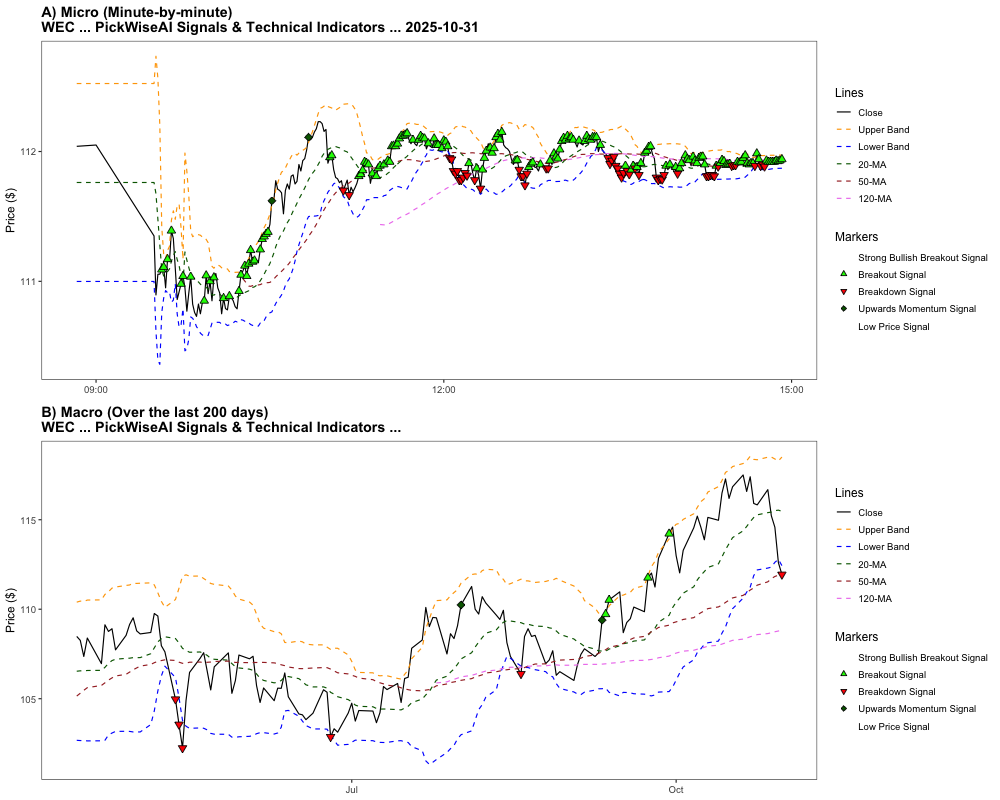 A) Micro (Minute-by-minute)
WEC ... PickWiseAI Signals & Technical Indicators ... 2025-10-31
Price ($)
112
111
09:00
12:00
15:00
Lines
Close
Upper Band
Lower Band
20-MA
50-MA
120-MA
Markers
Strong Bullish Breakout Signal
Breakout Signal
Breakdown Signal
Upwards Momentum Signal
Low Price Signal
B) Macro (Over the last 200 days)
WEC ... PickWiseAI Signals & Technical Indicators ...
Price ($)
115
110
105
Jul
Oct
Lines
Close
Upper Band
Lower Band
20-MA
50-MA
120-MA
Markers
Strong Bullish Breakout Signal
Breakout Signal
Breakdown Signal
Upwards Momentum Signal
Low Price Signal